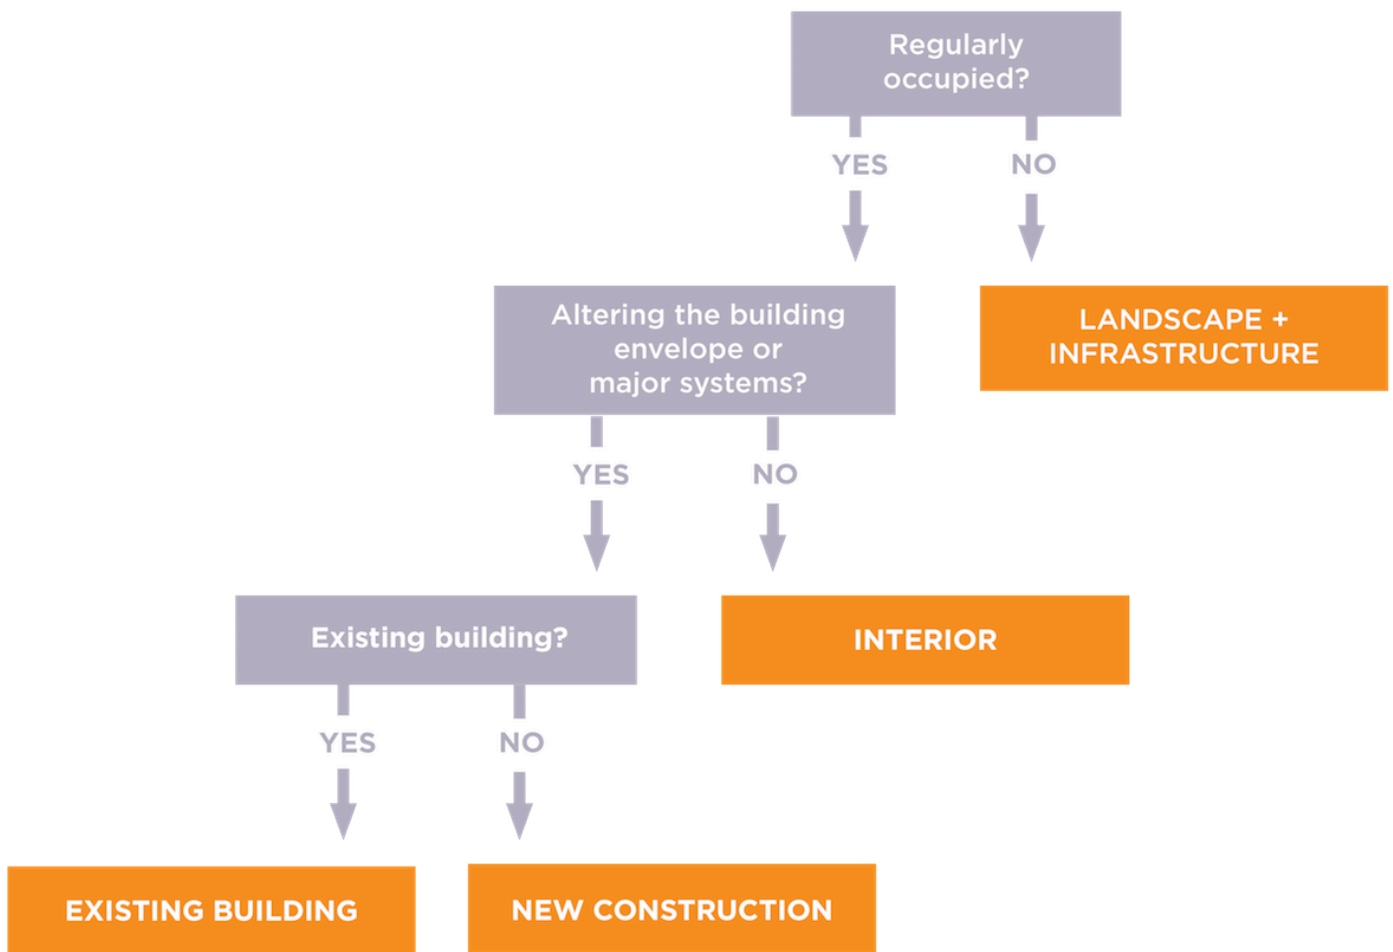 Regularly
occupied?
YES
NO
Altering the building
envelope or
major systems?
LANDSCAPE +
INFRASTRUCTURE
YES
NO
Existing building?
INTERIOR
YES
NO
EXISTING BUILDING
NEW CONSTRUCTION